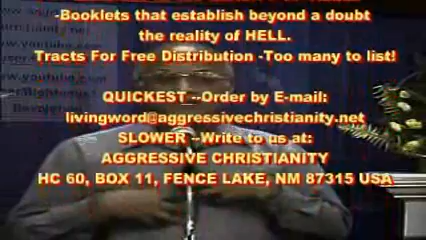 -Booklets that establish beyond a doubt
the reality of HELL.
Tracts For Free Distribution -Too many to list!
QUICKEST --Order by E-mail:
livingword@aggressivechristianity.net
SLOWER --Write to us at:
AGGRESSIVE CHRISTIANITY
HC 60, BOX 11, FENCE LAKE, NM 87315 USA